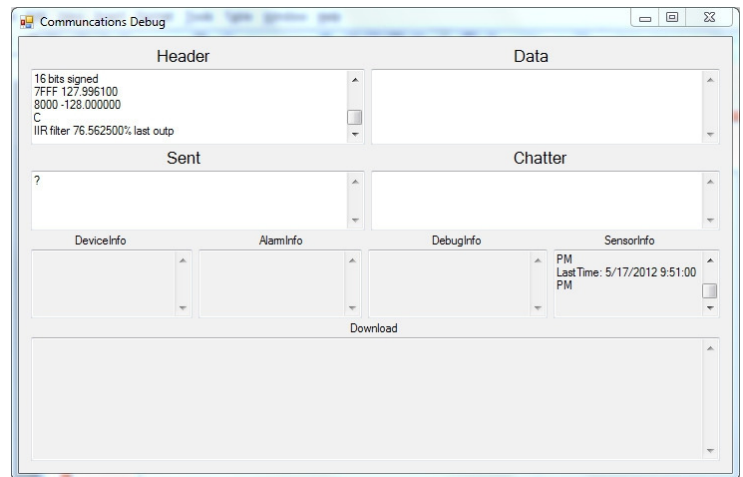 Communcations Debug
Header
Data
16 bits signed
7FFF 127.996100
8000 -128.000000
C
IIR filter 76.562500% last outp
Sent
Chatter
?
DeviceInfo
AlarmInfo
DebugInfo
SensorInfo
PM
LastTime: 5/17/2012 9:51:00
PM
Download